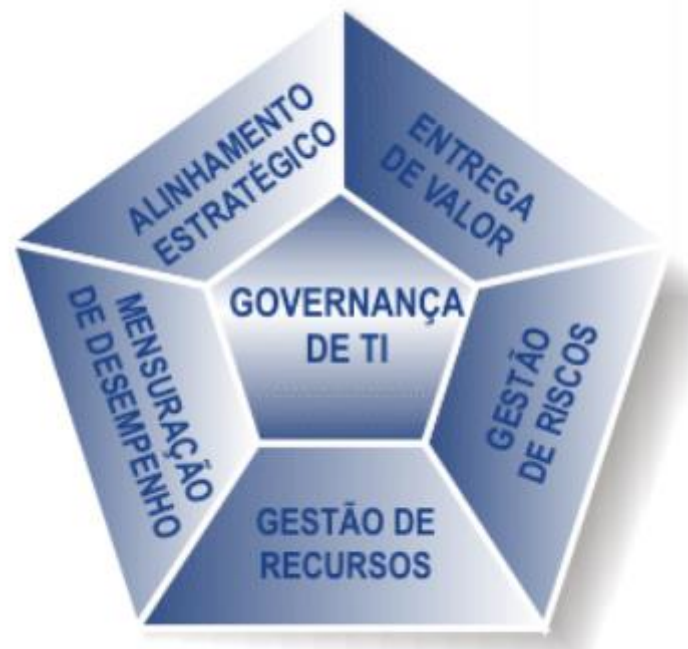 ALINHAMENTO
ESTRATÉGICO
ENTREGA
DE VALOR
GOVERNANÇA
DE TI
MENSURAÇÃO
DE DESEMPENHO
GESTÃO
DE RISCOS
GESTÃO DE
RECURSOS